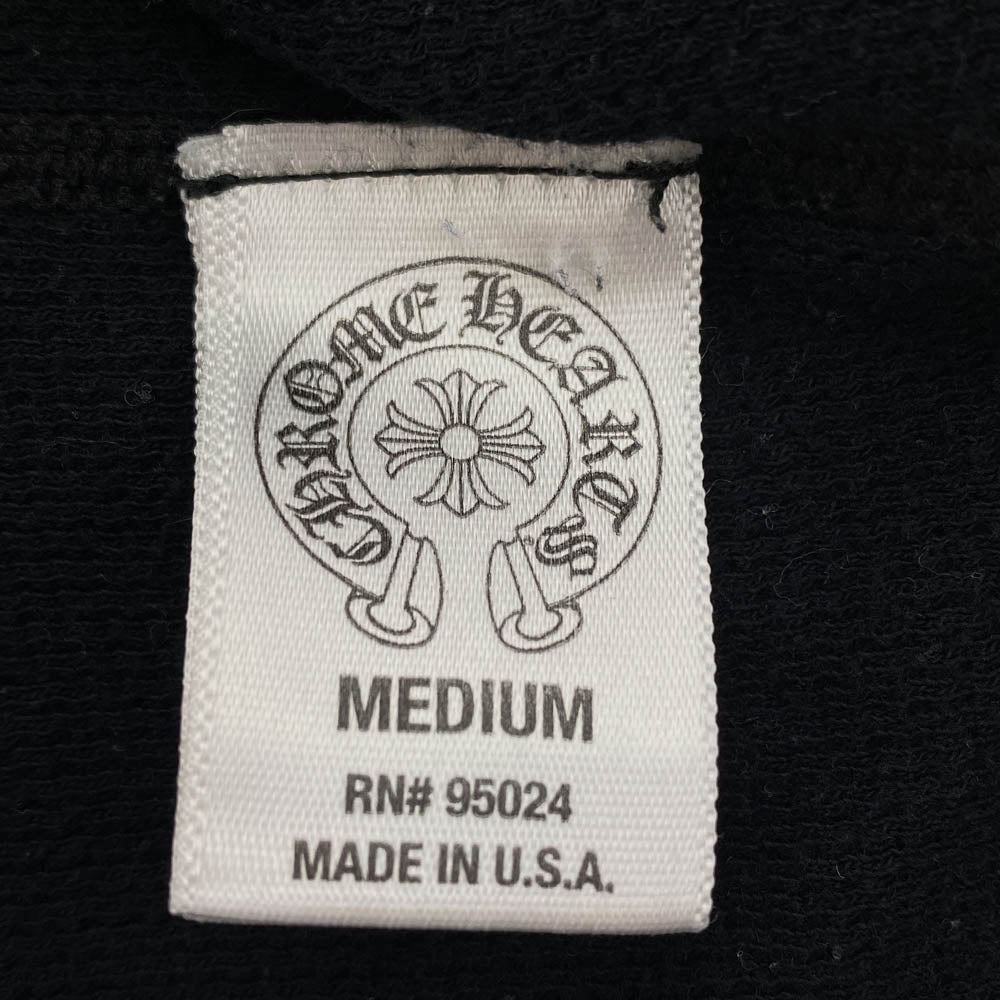 CHROME HEARTS
MEDIUM
RN# 95024
MADE IN U.S.A.